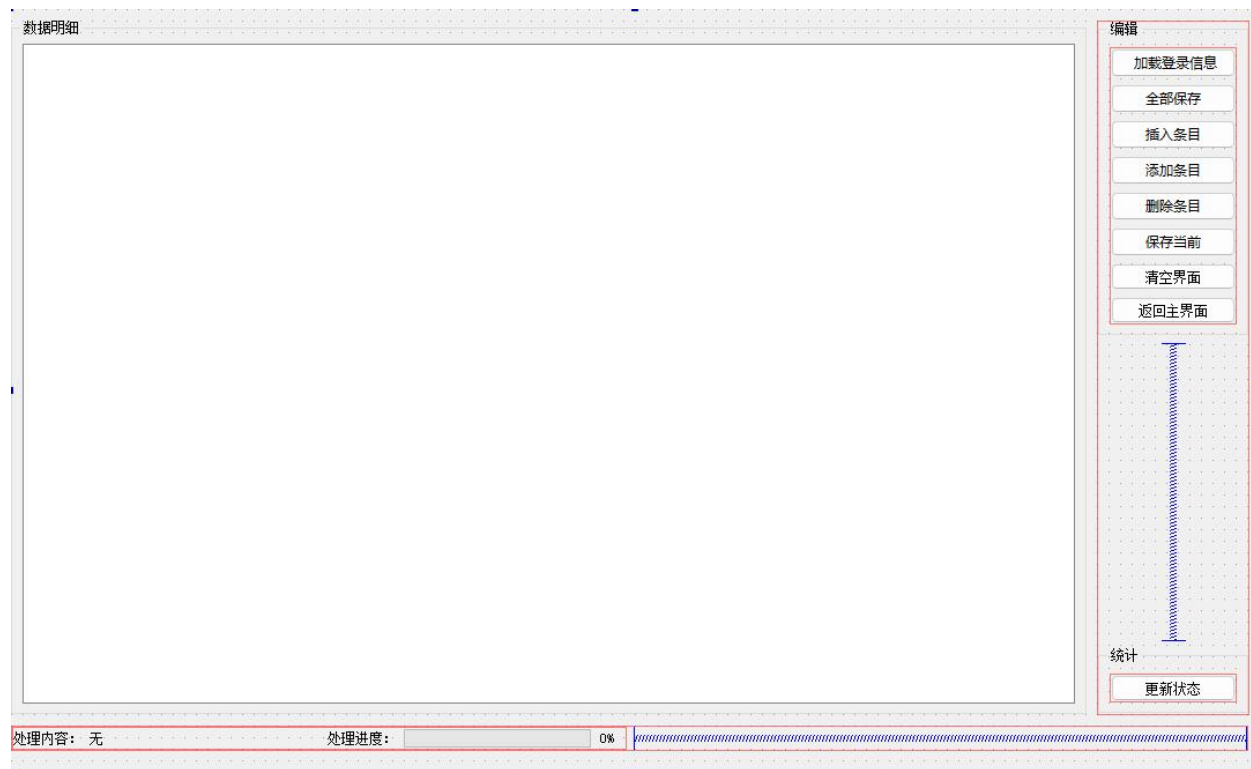 数据明细
编辑
加载登录信息
全部保存
插入条目
添加条目
删除条目
保存当前
清空界面
返回主界面
统计
更新状态
处理内容：无 处理进度： 0%